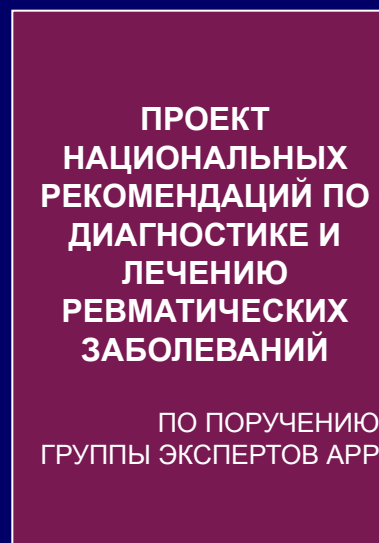 ПРОЕКТ
НАЦИОНАЛЬНЫХ
РЕКОМЕНДАЦИЙ ПО
ДИАГНОСТИКЕ И
ЛЕЧЕНИЮ
РЕВМАТИЧЕСКИХ
ЗАБОЛЕВАНИЙ
ПО ПОРУЧЕНИЮ
ГРУППЫ ЭКСПЕРТОВ АРР